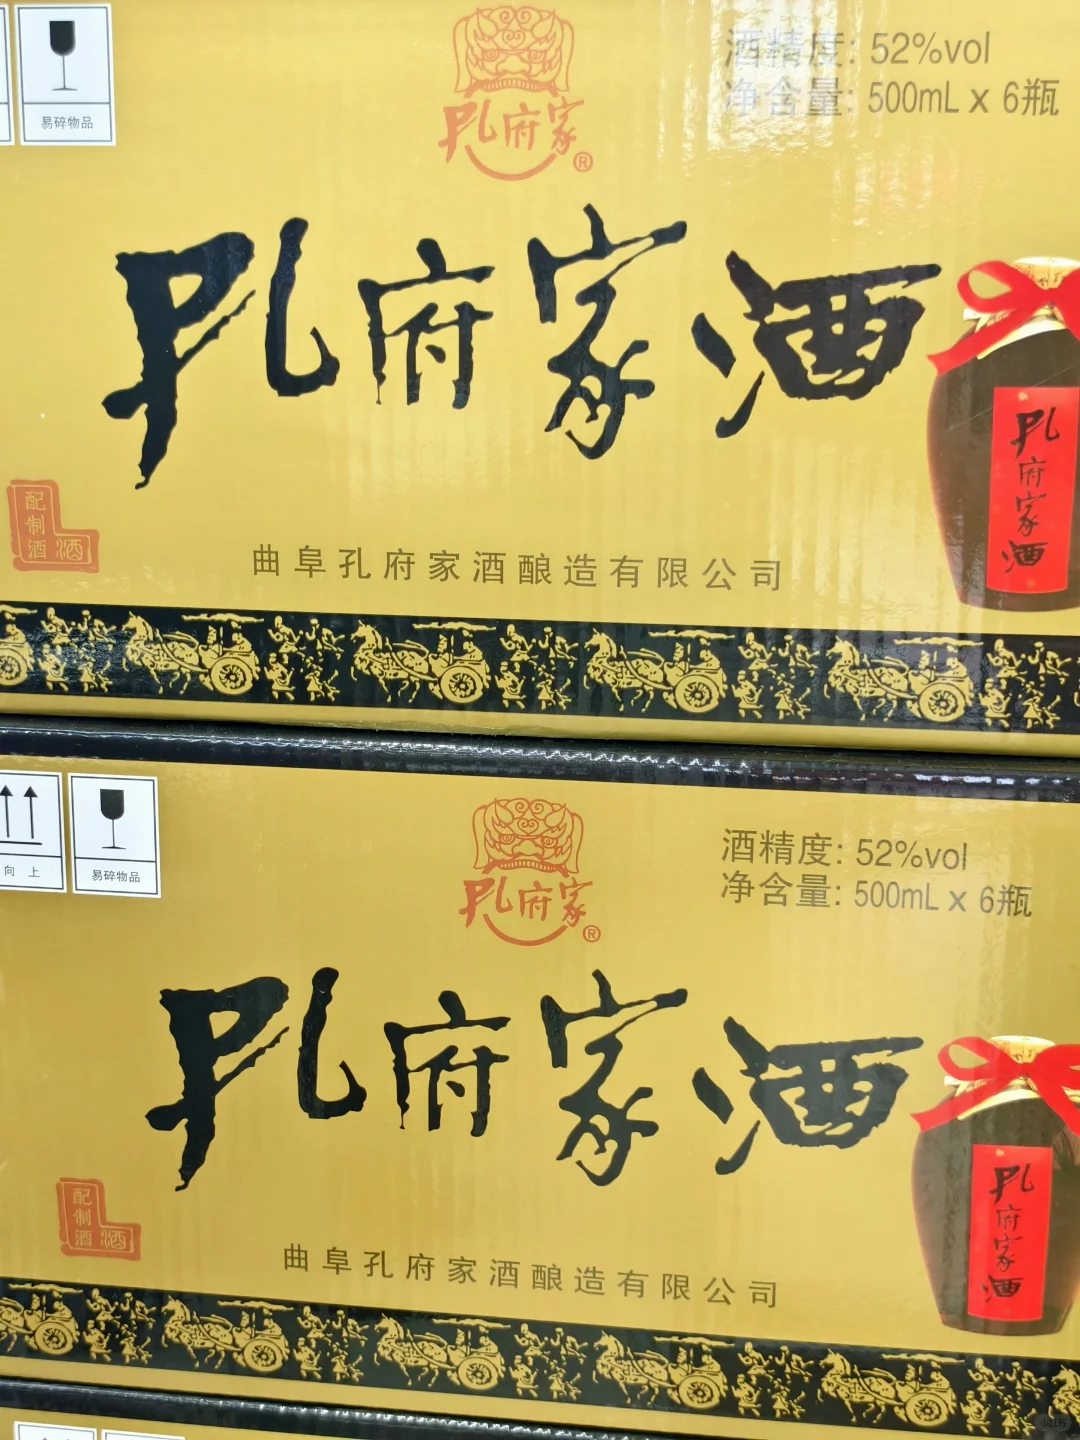 易碎物品
孔府家®
酒精度: 52%vol
净含量: 500mL x 6瓶
孔府家酒
孔府家酒
配制酒
酒
曲阜孔府家酒酿造有限公司
向上
易碎物品
孔府家®
酒精度: 52%vol
净含量: 500mL x 6瓶
孔府家酒
孔府家酒
配制酒
酒
曲阜孔府家酒酿造有限公司